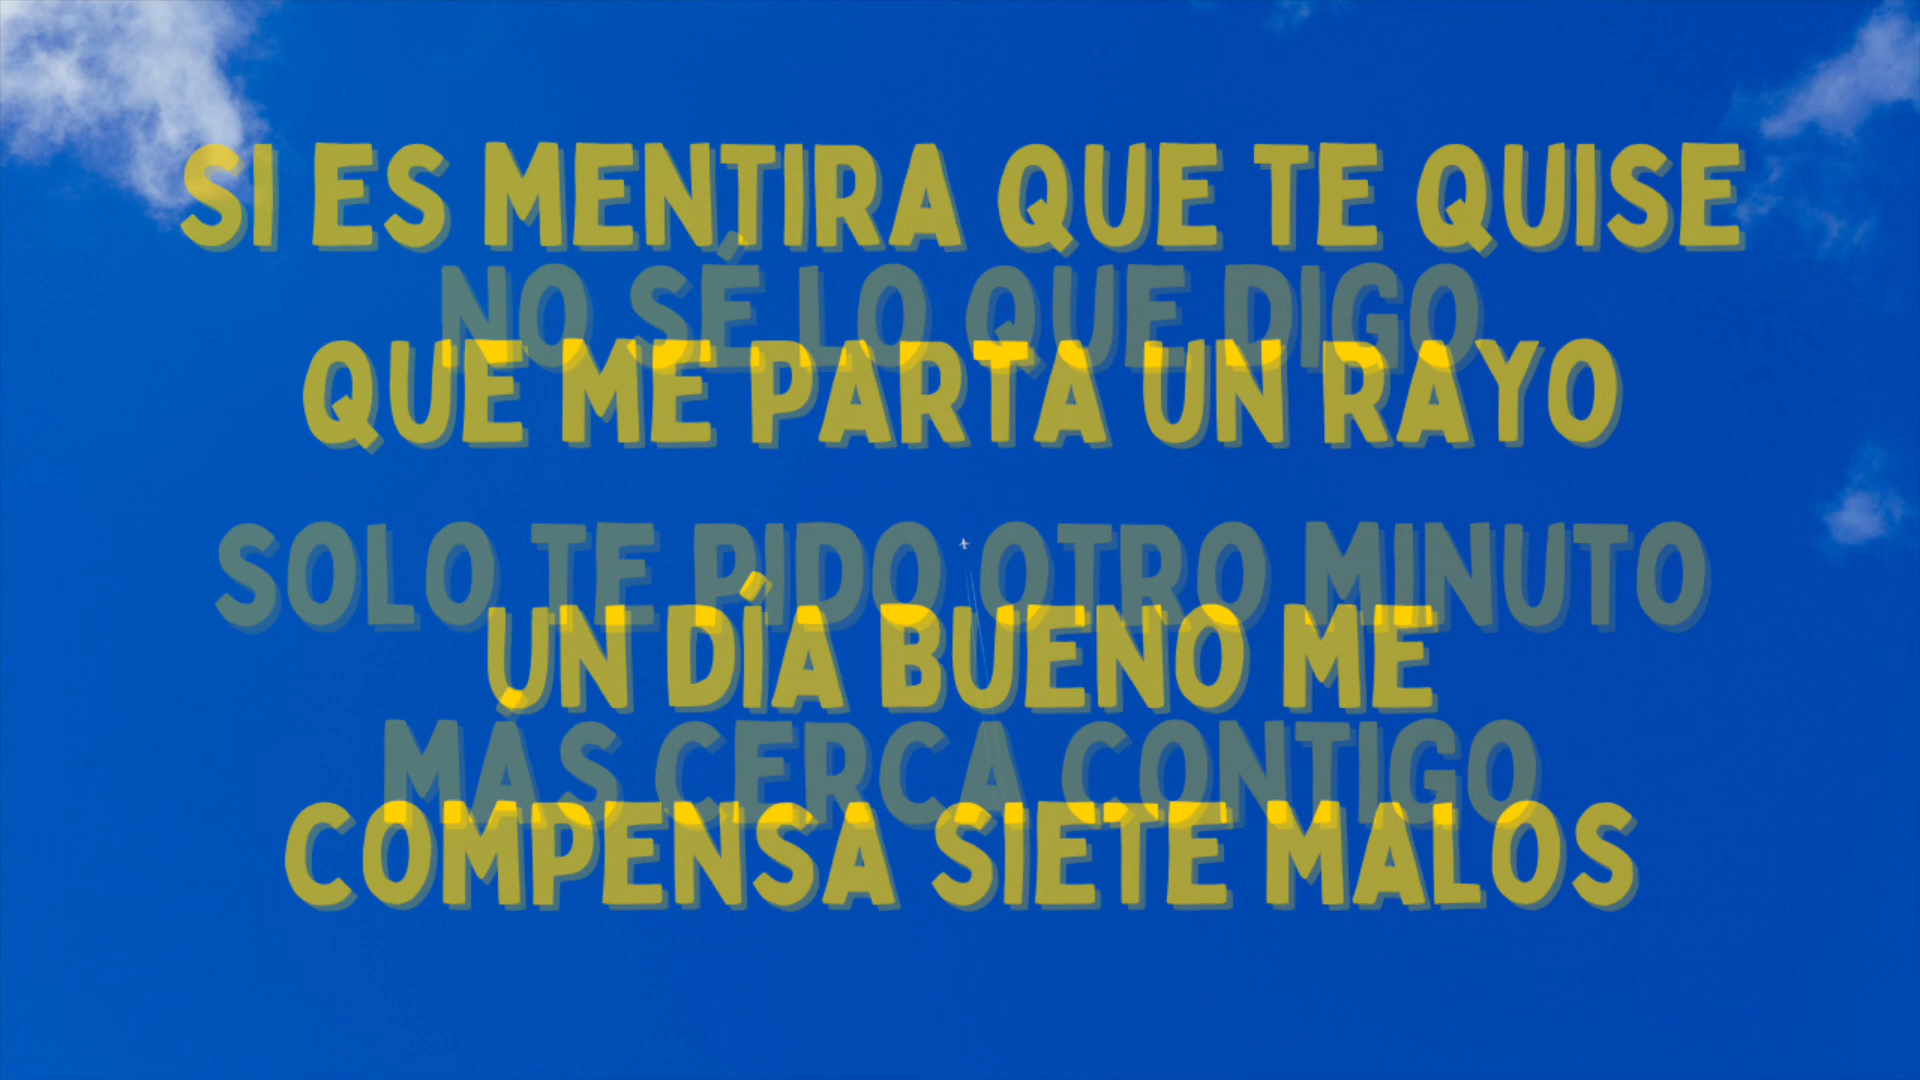 SI ES MENTIRA QUE TE QUISE
NO SÉ LO QUE DIGO
QUE ME PARTA UN RAYO
SOLO TE PIDO OTRO MINUTO
UN DÍA BUENO ME
MÁS CERCA CONTIGO
COMPENSA SIETE MALOS